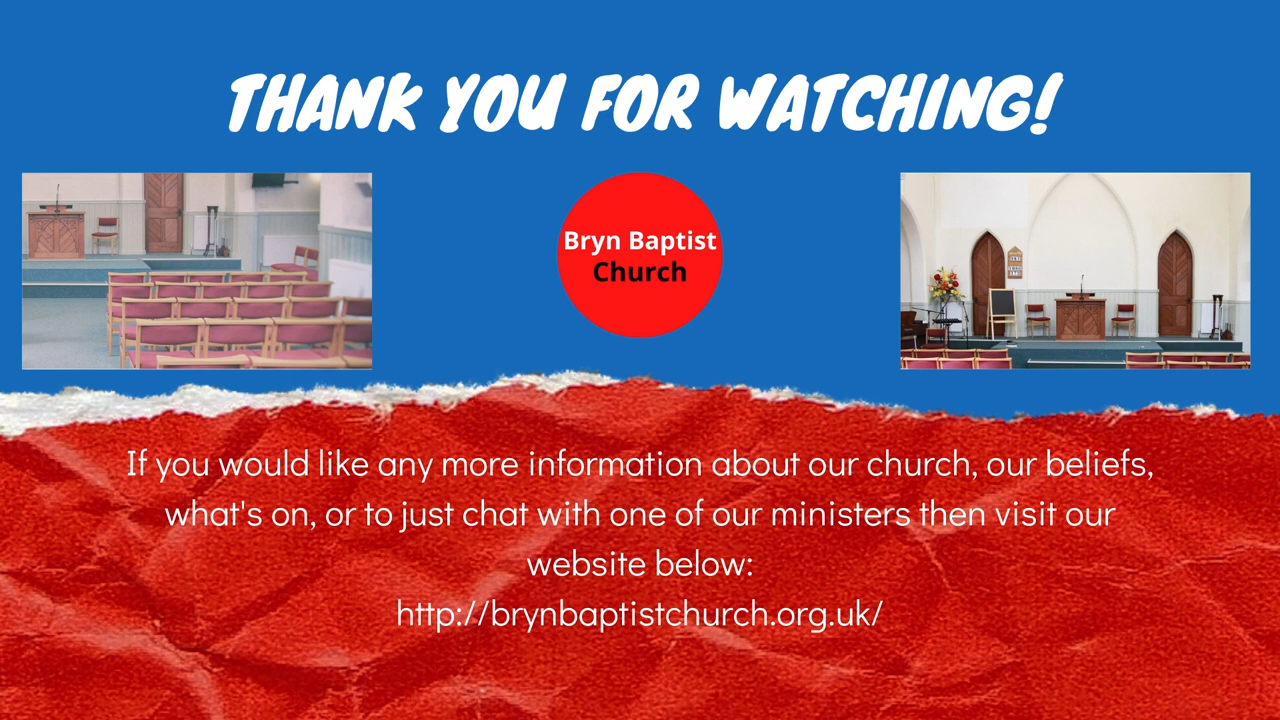 THANK YOU FOR WATCHING!
Bryn Baptist
Church
If you would like any more information about our church, our beliefs,
what's on, or to just chat with one of our ministers then visit our
website below:
http://brynbaptistchurch.org.uk/